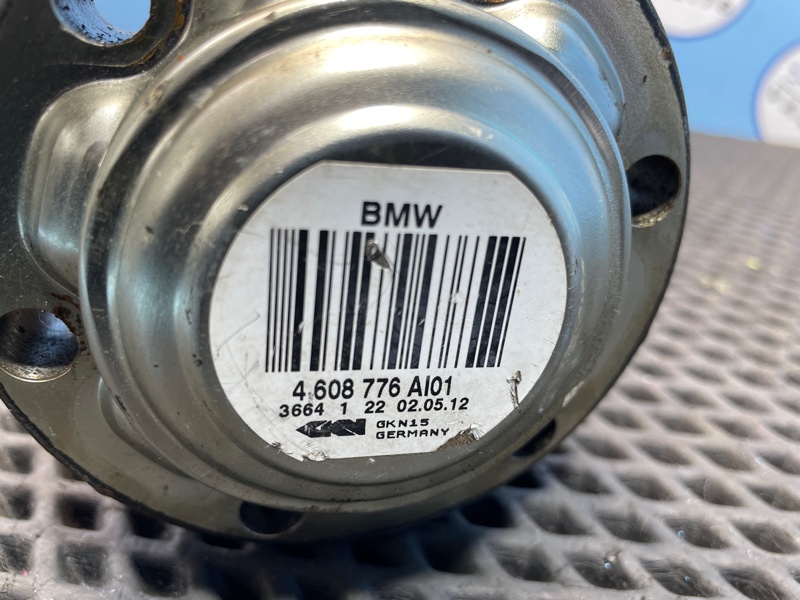 BMW
4 608 776 AI01
3664 1 22 02.05.12
GKN GKN15
GERMANY